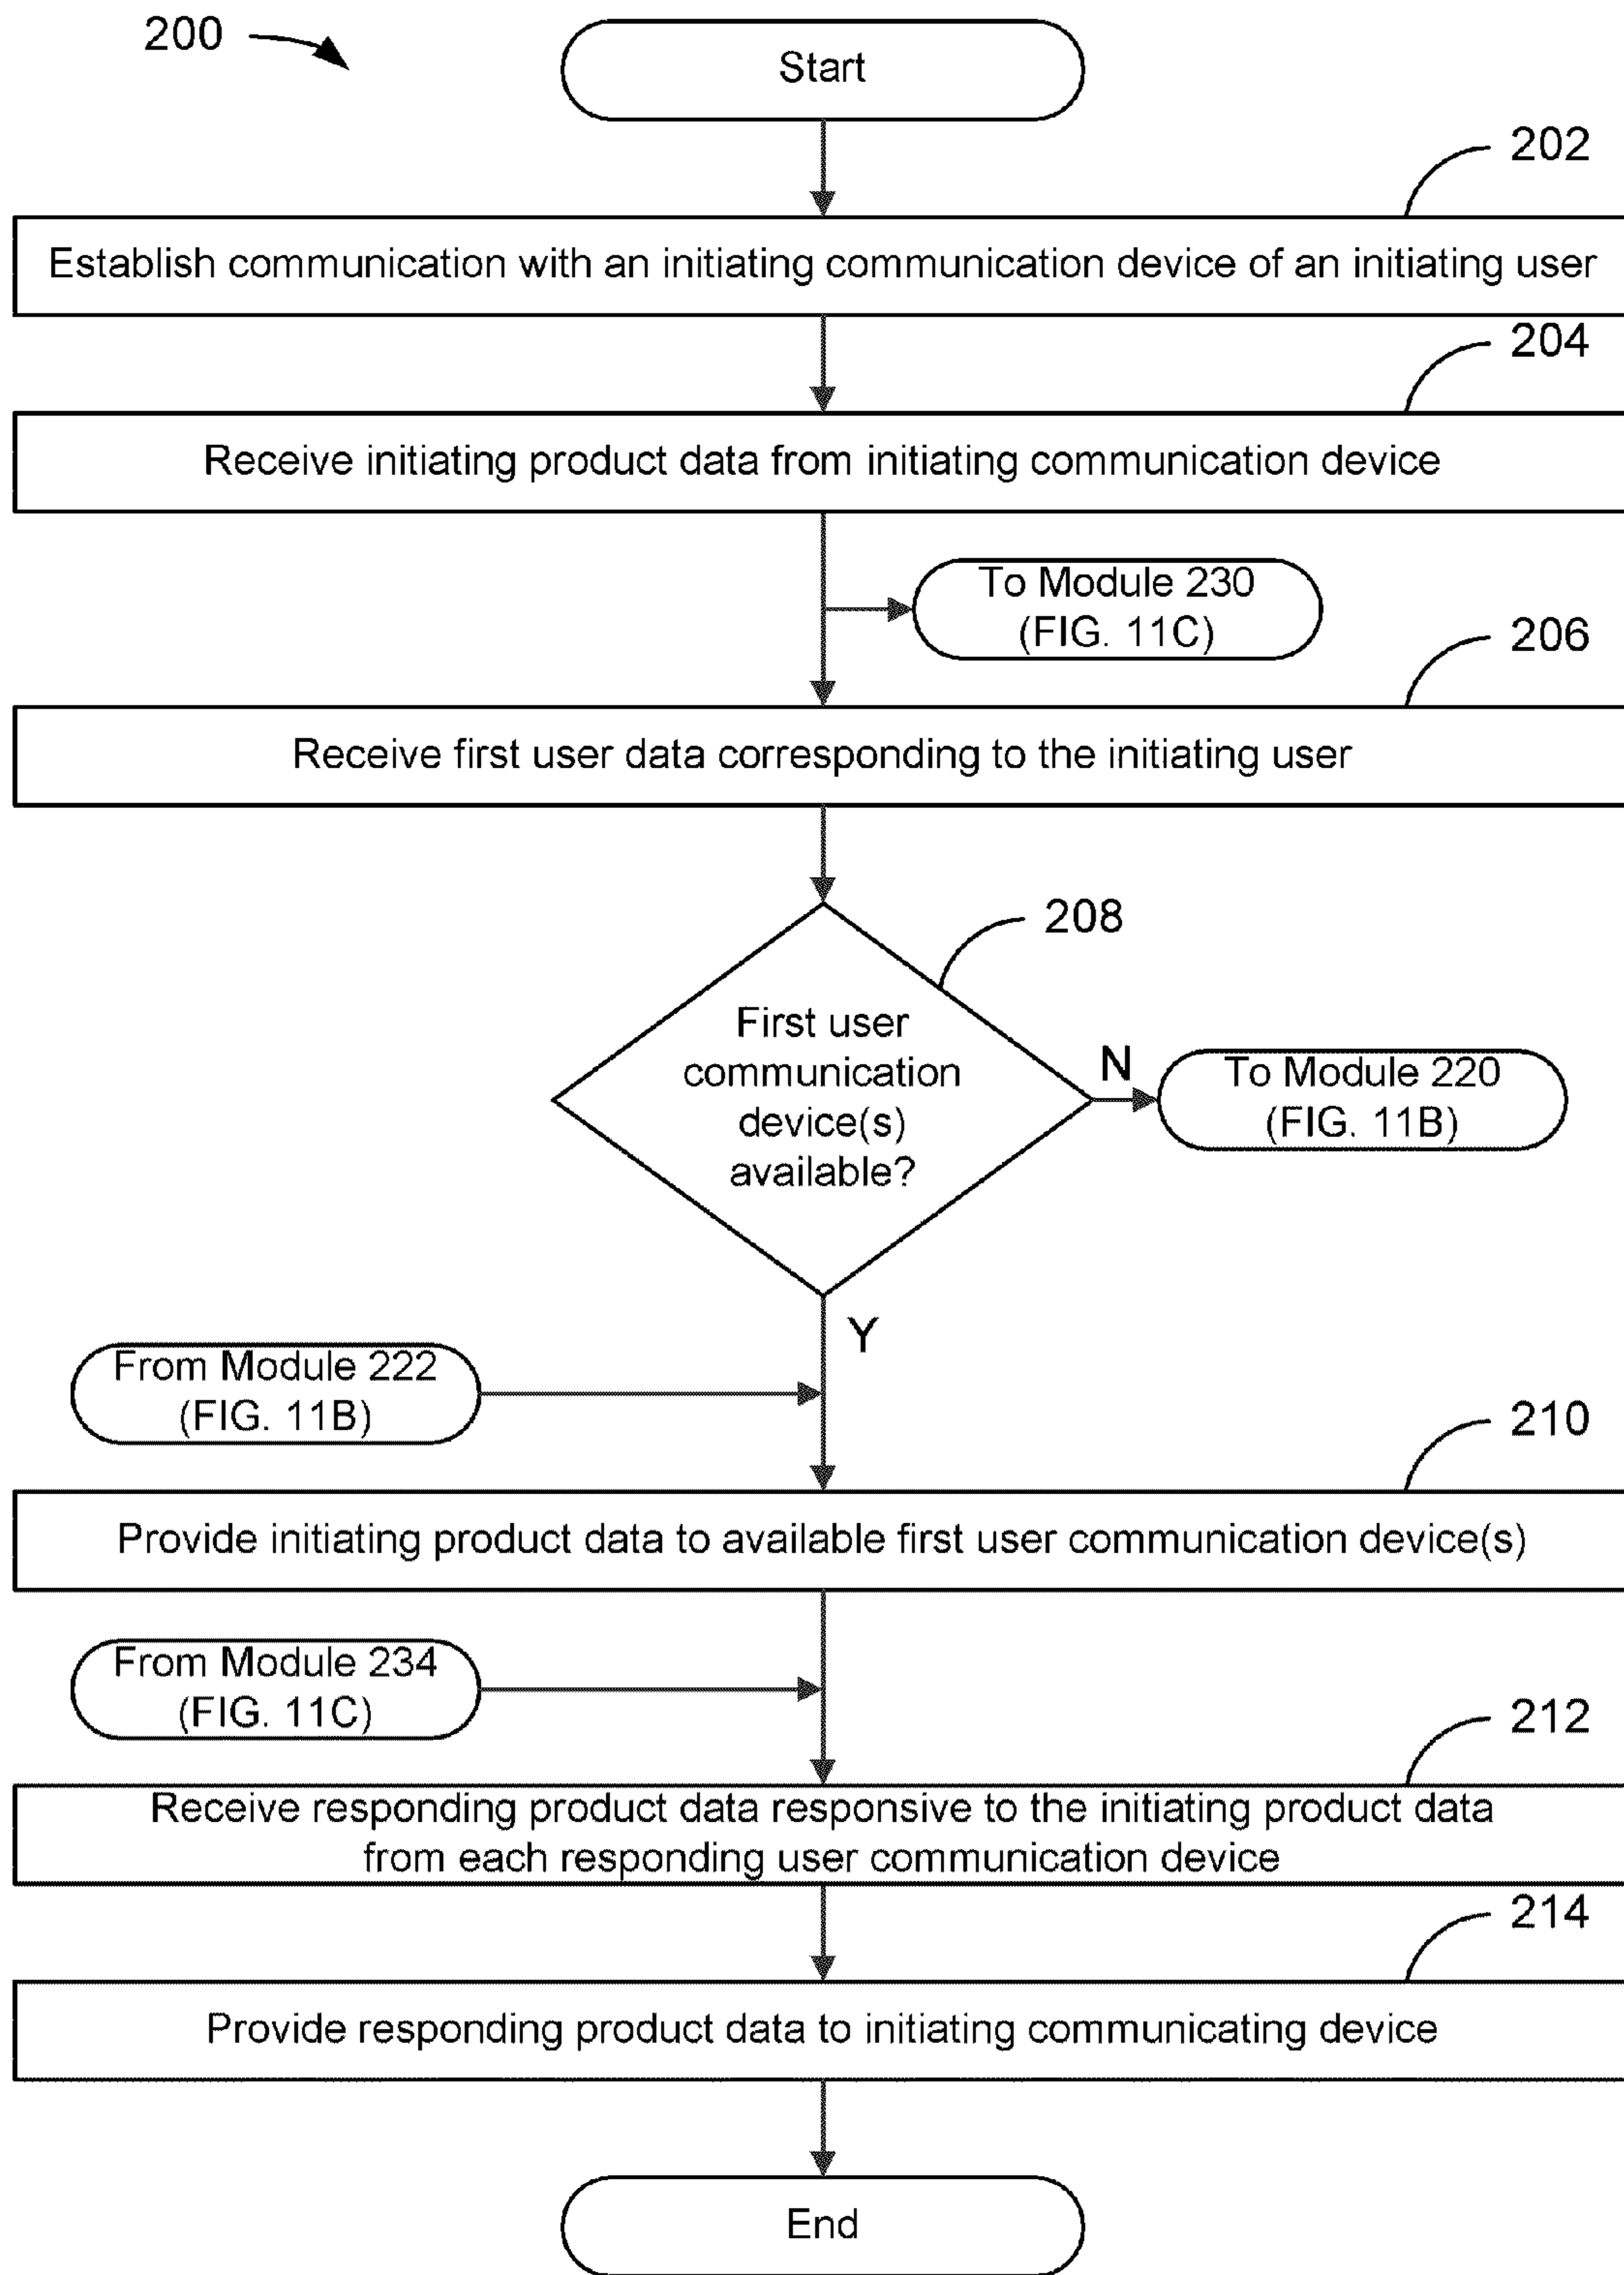 200
Start
202
Establish communication with an initiating communication device of an initiating user
204
Receive initiating product data from initiating communication device
To Module 230
(FIG. 11C)
206
Receive first user data corresponding to the initiating user
208
First user
communication
device(s)
available?
N
To Module 220
(FIG. 11B)
Y
From Module 222
(FIG. 11B)
210
Provide initiating product data to available first user communication device(s)
From Module 234
(FIG. 11C)
212
Receive responding product data responsive to the initiating product data
from each responding user communication device
214
Provide responding product data to initiating communicating device
End